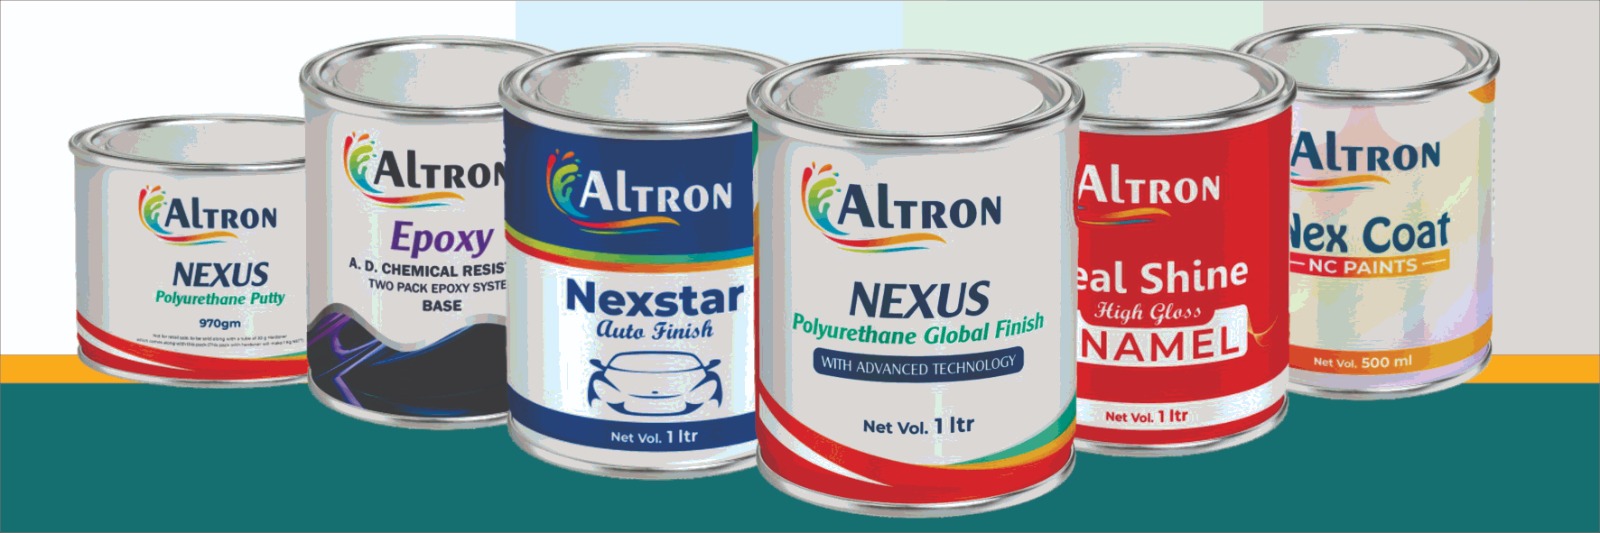 ALTRON
NEXUS
Polyurethane Putty
970gm
ALTRON
Epoxy
A. D. CHEMICAL RESIS
TWO PACK EPOXY SYSTE
BASE
ALTRON
Nexstar
Auto Finish
Net Vol. 1 ltr
ALTRON
NEXUS
Polyurethane Global Finish
WITH ADVANCED TECHNOLOGY
Net Vol. 1 ltr
ALTRON
eal Shine
High Gloss
NAMEL
Net Vol. 1 ltr
ALTRON
Nex Coat
NC PAINTS
Net Vol. 500 ml